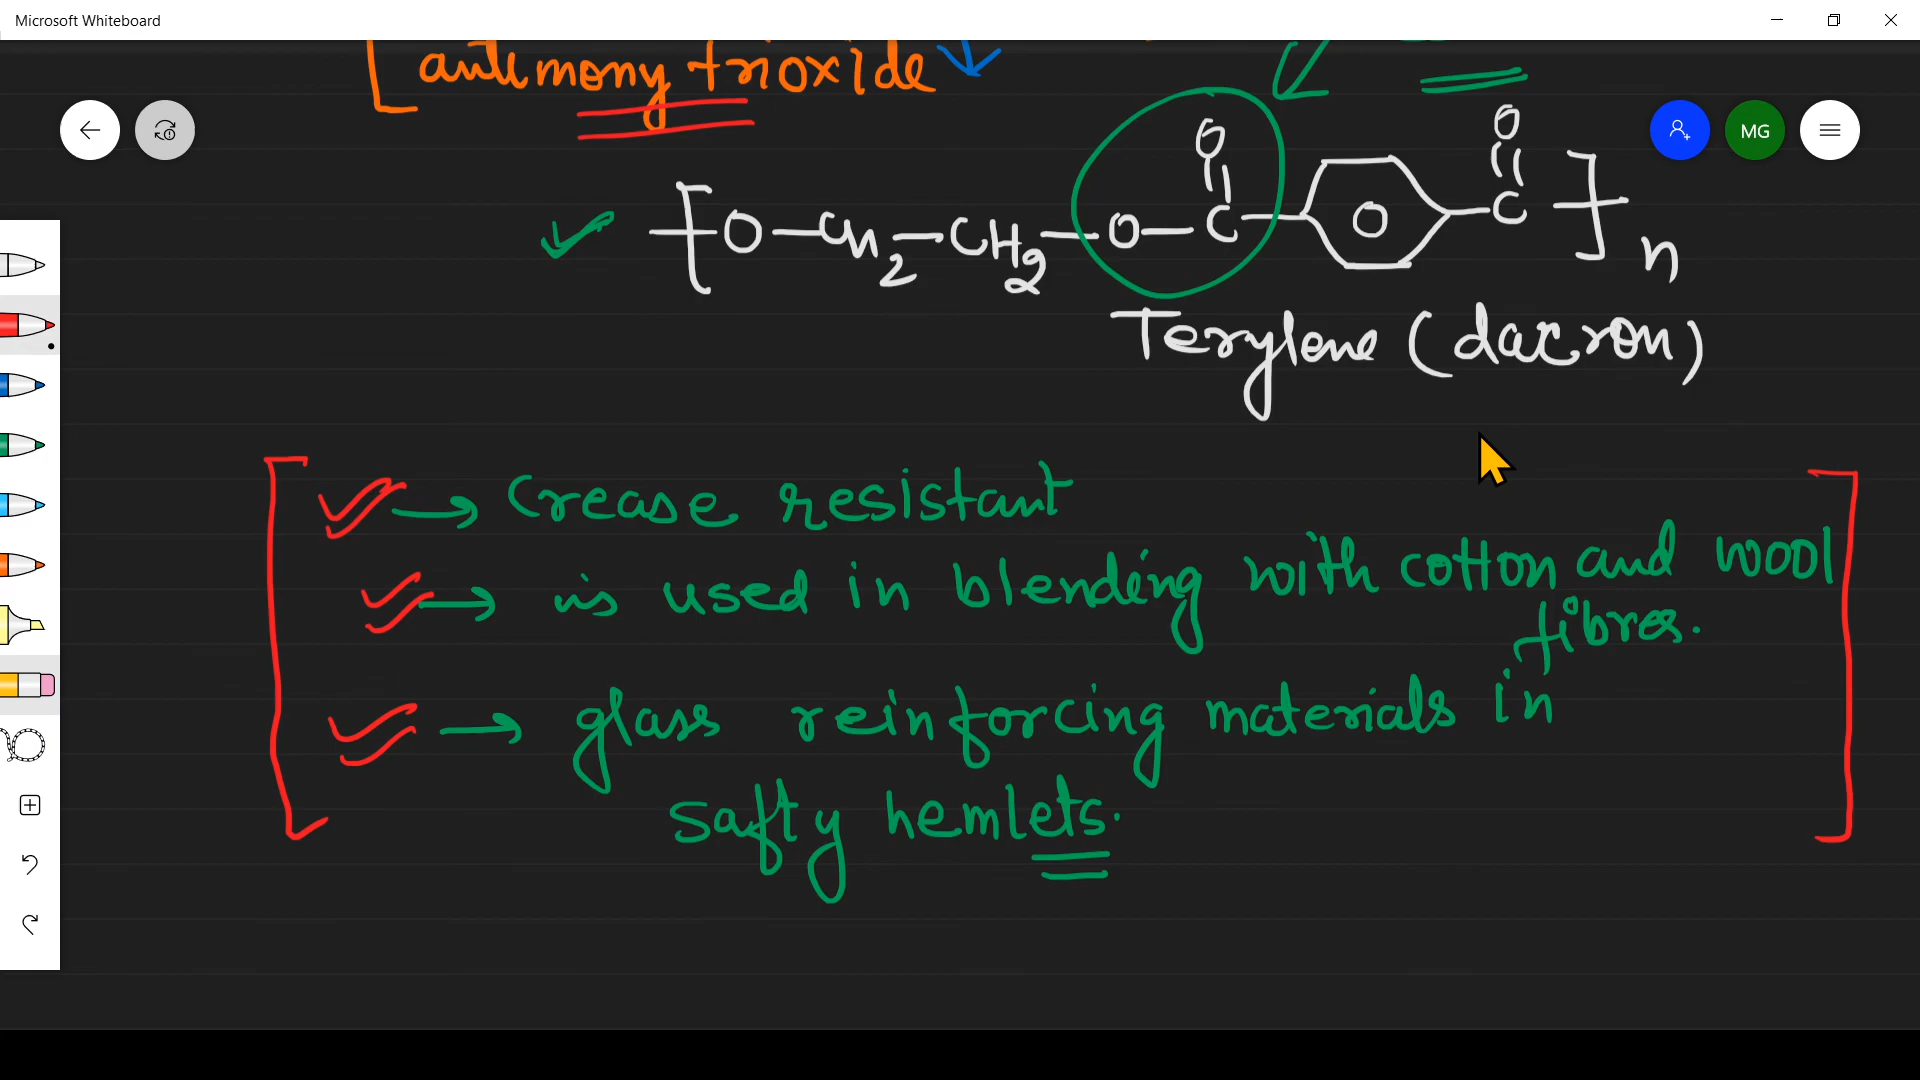 Microsoft Whiteboard
antimony trioxide
MG
[O-CH2-CH2-O-C-C]n
O O
O
Terylene (dacron)
→ Crease resistant
→ is used in blending with cotton and wool
fibres.
→ glass reinforcing materials in
safty hemlets.